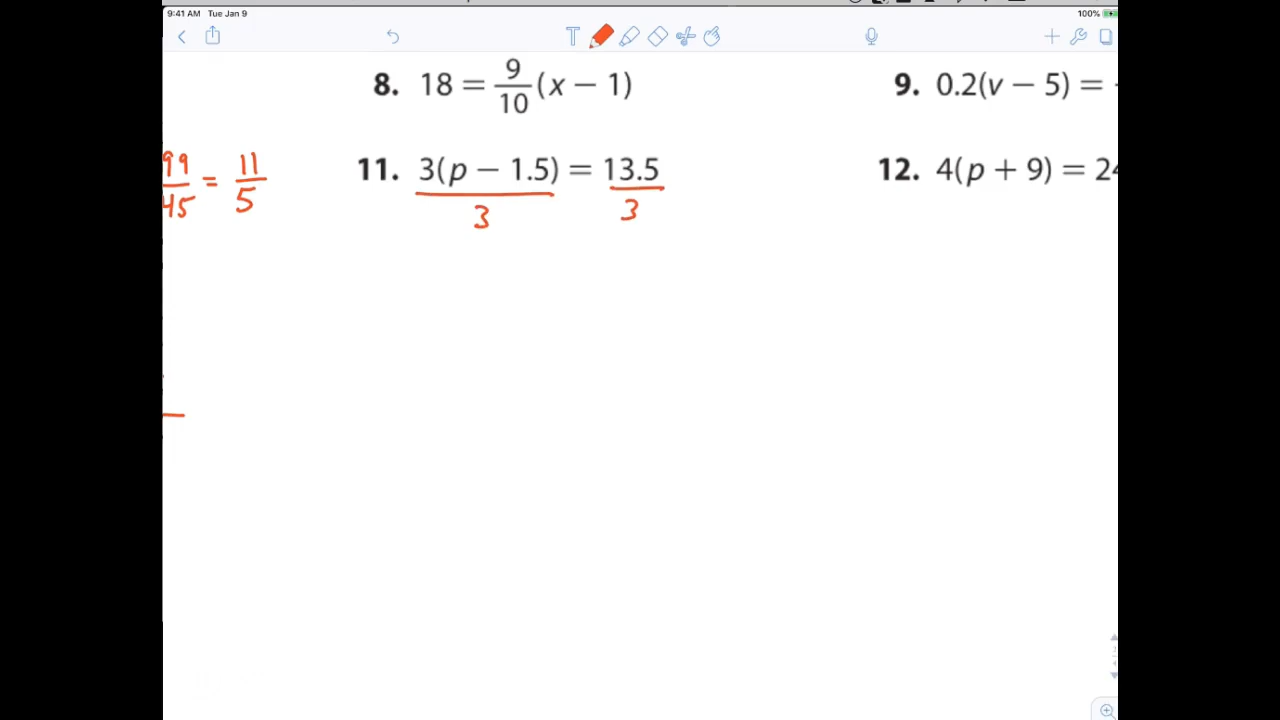 9:41 AM Tue Jan 9
100%
T
8. 18 = 9/10 (x − 1)
9. 0.2(v − 5) =
99/45 = 11/5
11. 3(p − 1.5) = 13.5
3 3
12. 4(p + 9) = 24